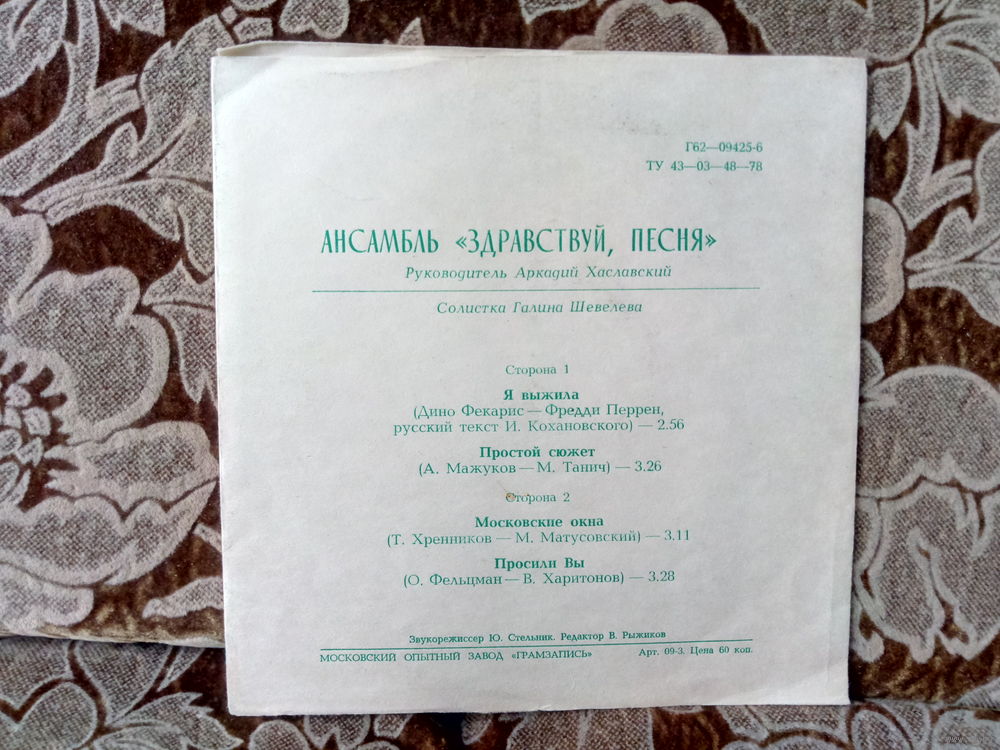 Г62—09425-6
ТУ 43—03—48—78
АНСАМБЛЬ «ЗДРАВСТВУЙ, ПЕСНЯ»
Руководитель Аркадий Хаславский
Солистка Галина Шевелева
Сторона 1
Я выжила
(Дино Фекарис — Фредди Перрен,
русский текст И. Кохановского) — 2.56
Простой сюжет
(А. Мажуков — М. Танич) — 3.26
Сторона 2
Московские окна
(Т. Хренников — М. Матусовский) — 3.11
Просили Вы
(О. Фельцман — В. Харитонов) — 3.28
Звукорежиссер Ю. Стельник. Редактор В. Рыжиков
МОСКОВСКИЙ ОПЫТНЫЙ ЗАВОД «ГРАМЗАПИСЬ» Арт. 09-3. Цена 60 коп.